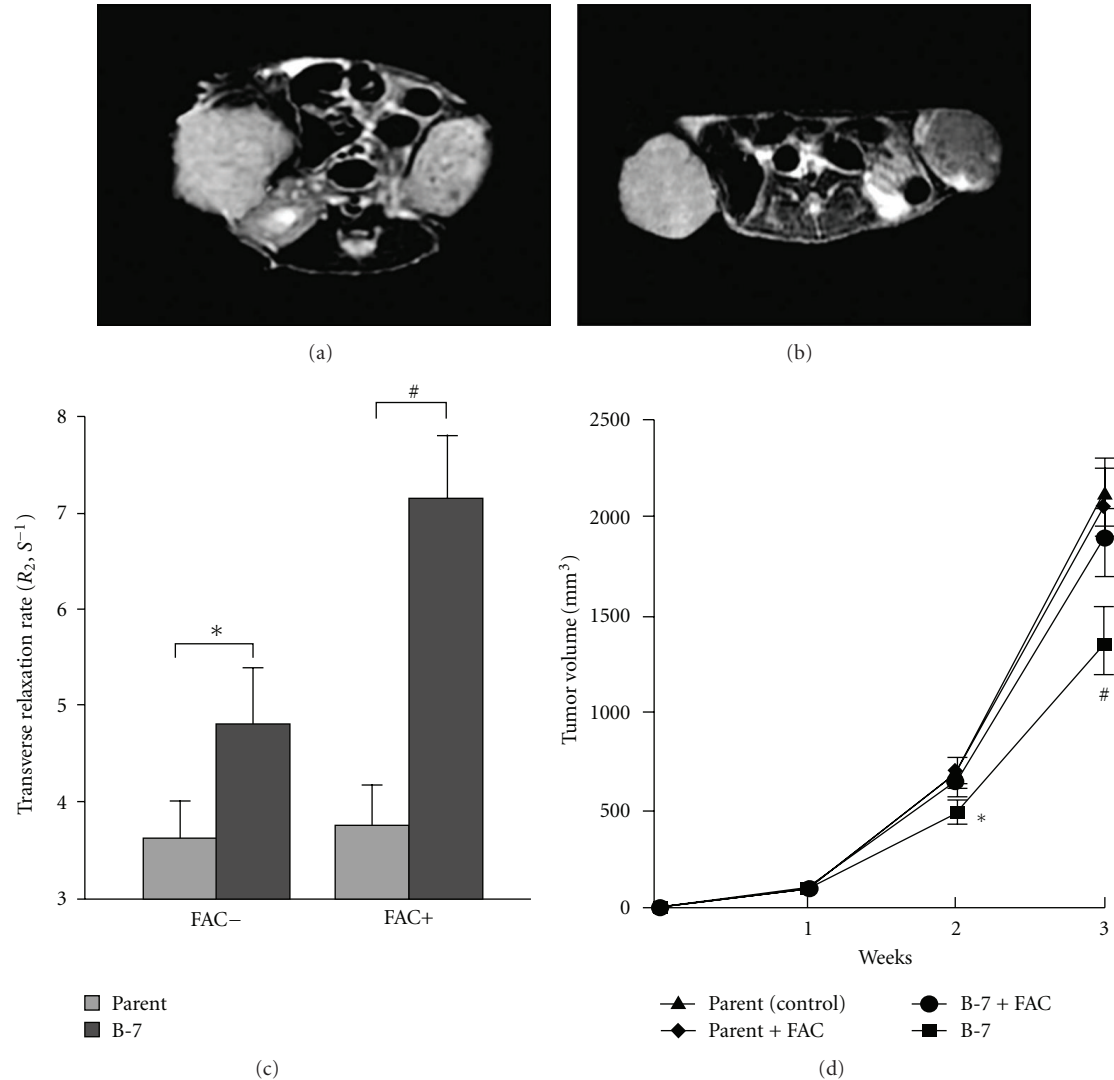 (a)
(b)
8
7
6
5
4
3
Transverse relaxation rate (R₂, S⁻¹)
*
#
FAC−
FAC+
Parent
B-7
(c)
2500
2000
1500
1000
500
0
Tumor volume (mm³)
*
#
1
2
3
Weeks
Parent (control)
Parent + FAC
B-7 + FAC
B-7
(d)